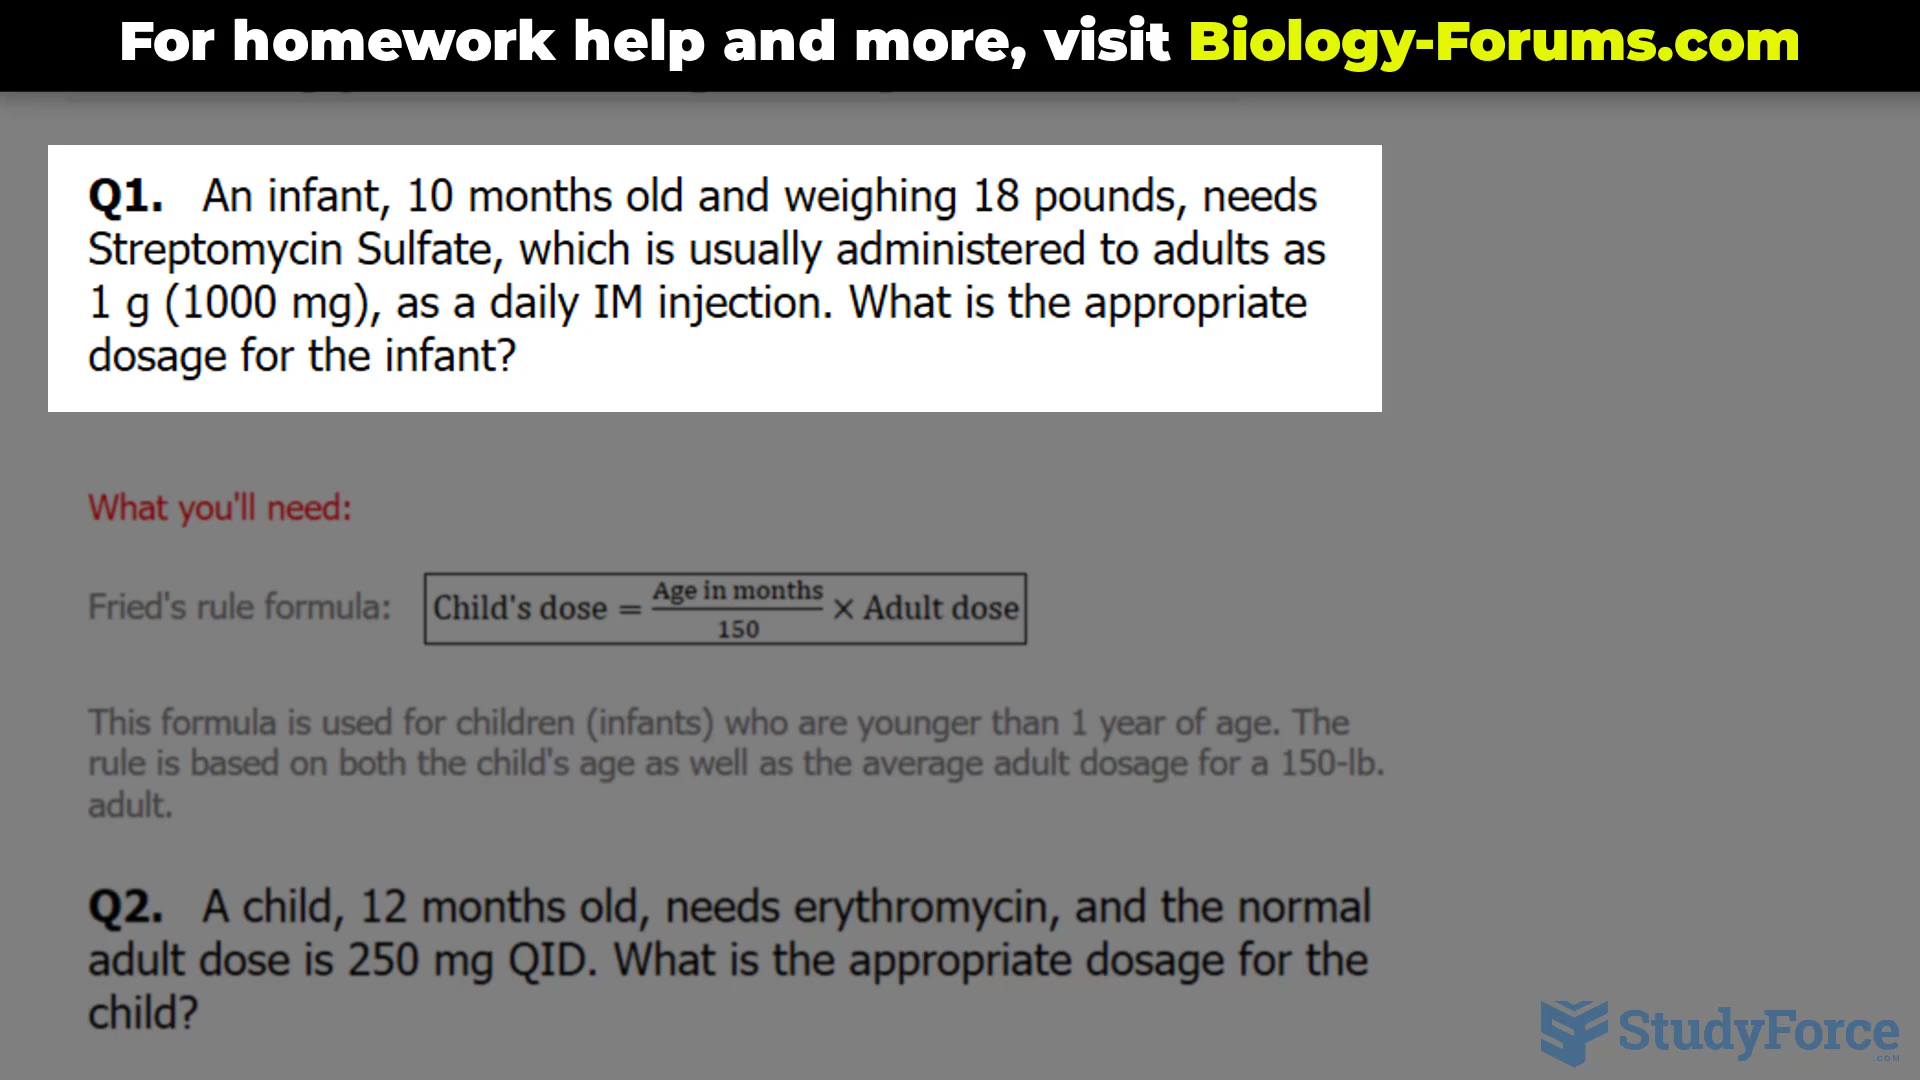 For homework help and more, visit Biology-Forums.com
Q1. An infant, 10 months old and weighing 18 pounds, needs
Streptomycin Sulfate, which is usually administered to adults as
1 g (1000 mg), as a daily IM injection. What is the appropriate
dosage for the infant?
What you'll need:
Fried's rule formula: Child's dose = Age in months / 150 × Adult dose
This formula is used for children (infants) who are younger than 1 year of age. The
rule is based on both the child's age as well as the average adult dosage for a 150-lb.
adult.
Q2. A child, 12 months old, needs erythromycin, and the normal
adult dose is 250 mg QID. What is the appropriate dosage for the
child?
StudyForce
.COM